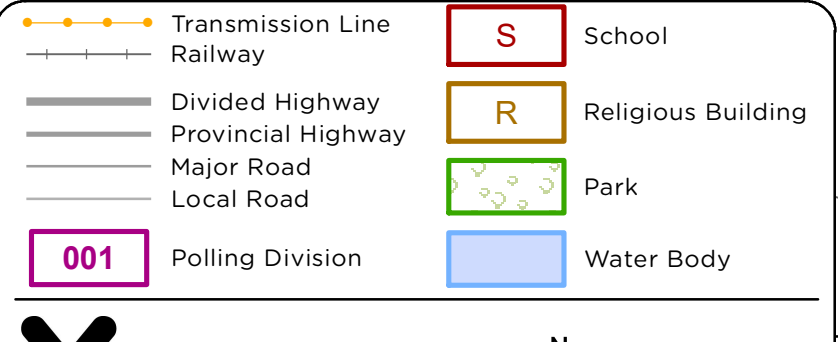 Transmission Line
Railway
Divided Highway
Provincial Highway
Major Road
Local Road
001 Polling Division
S School
R Religious Building
Park
Water Body
N